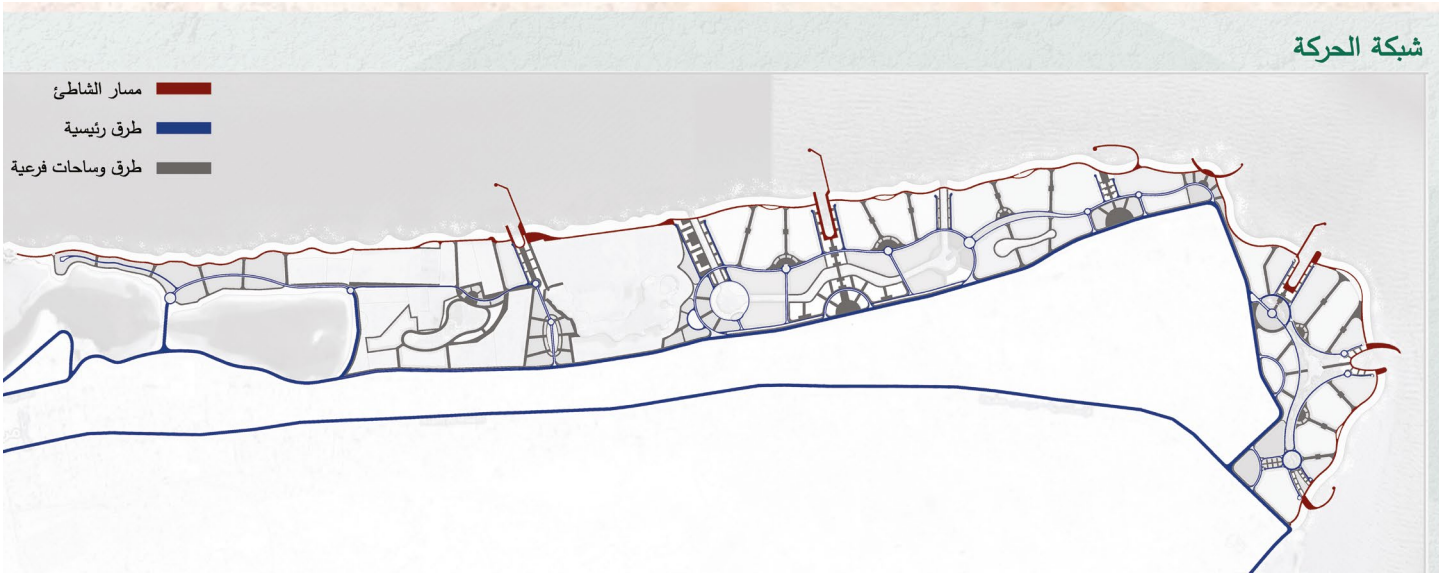 شبكة الحركة
مسار الشاطئ
طرق رئيسية
طرق وساحات فرعية